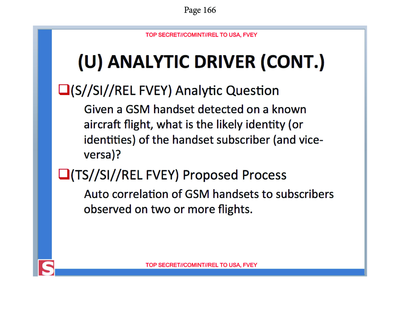 Page 166
TOP SECRET//COMINT//REL TO USA, FVEY
(U) ANALYTIC DRIVER (CONT.)
(S//SI//REL FVEY) Analytic Question
Given a GSM handset detected on a known
aircraft flight, what is the likely identity (or
identities) of the handset subscriber (and vice-
versa)?
(TS//SI//REL FVEY) Proposed Process
Auto correlation of GSM handsets to subscribers
observed on two or more flights.
S
TOP SECRET//COMINT//REL TO USA, FVEY